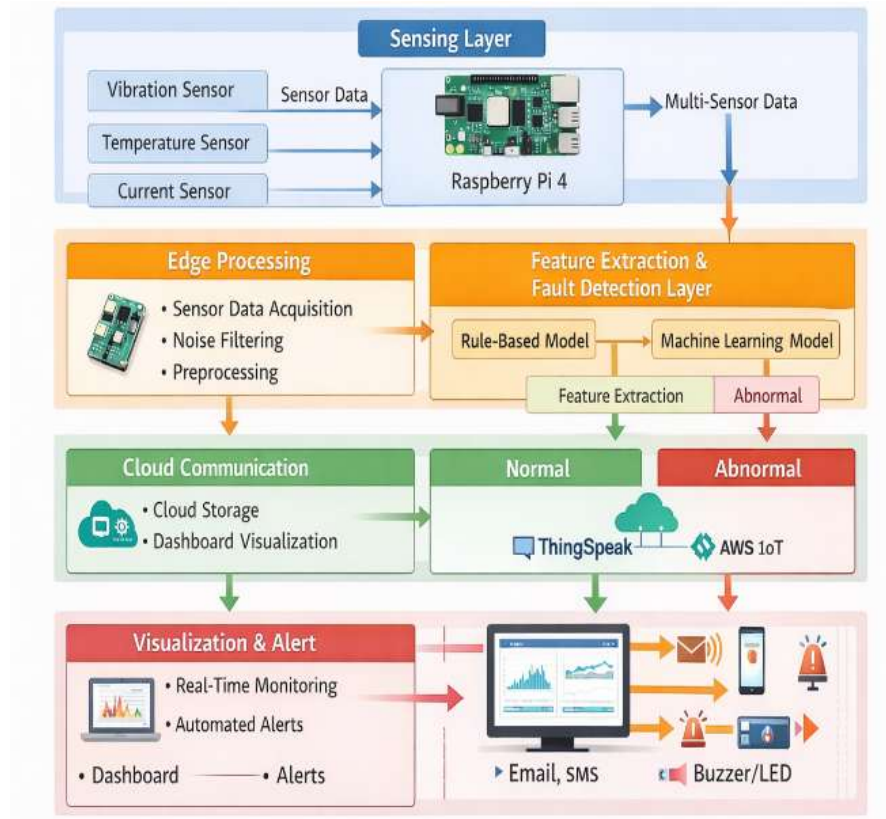 Sensing Layer
Vibration Sensor
Sensor Data
Temperature Sensor
Current Sensor
Raspberry Pi 4
Multi-Sensor Data
Edge Processing
• Sensor Data Acquisition
• Noise Filtering
• Preprocessing
Feature Extraction &
Fault Detection Layer
Rule-Based Model
Machine Learning Model
Feature Extraction
Abnormal
Cloud Communication
• Cloud Storage
• Dashboard Visualization
Normal
Abnormal
ThingSpeak
AWS 1oT
Visualization & Alert
• Real-Time Monitoring
• Automated Alerts
• Dashboard
• Alerts
Email, SMS
Buzzer/LED